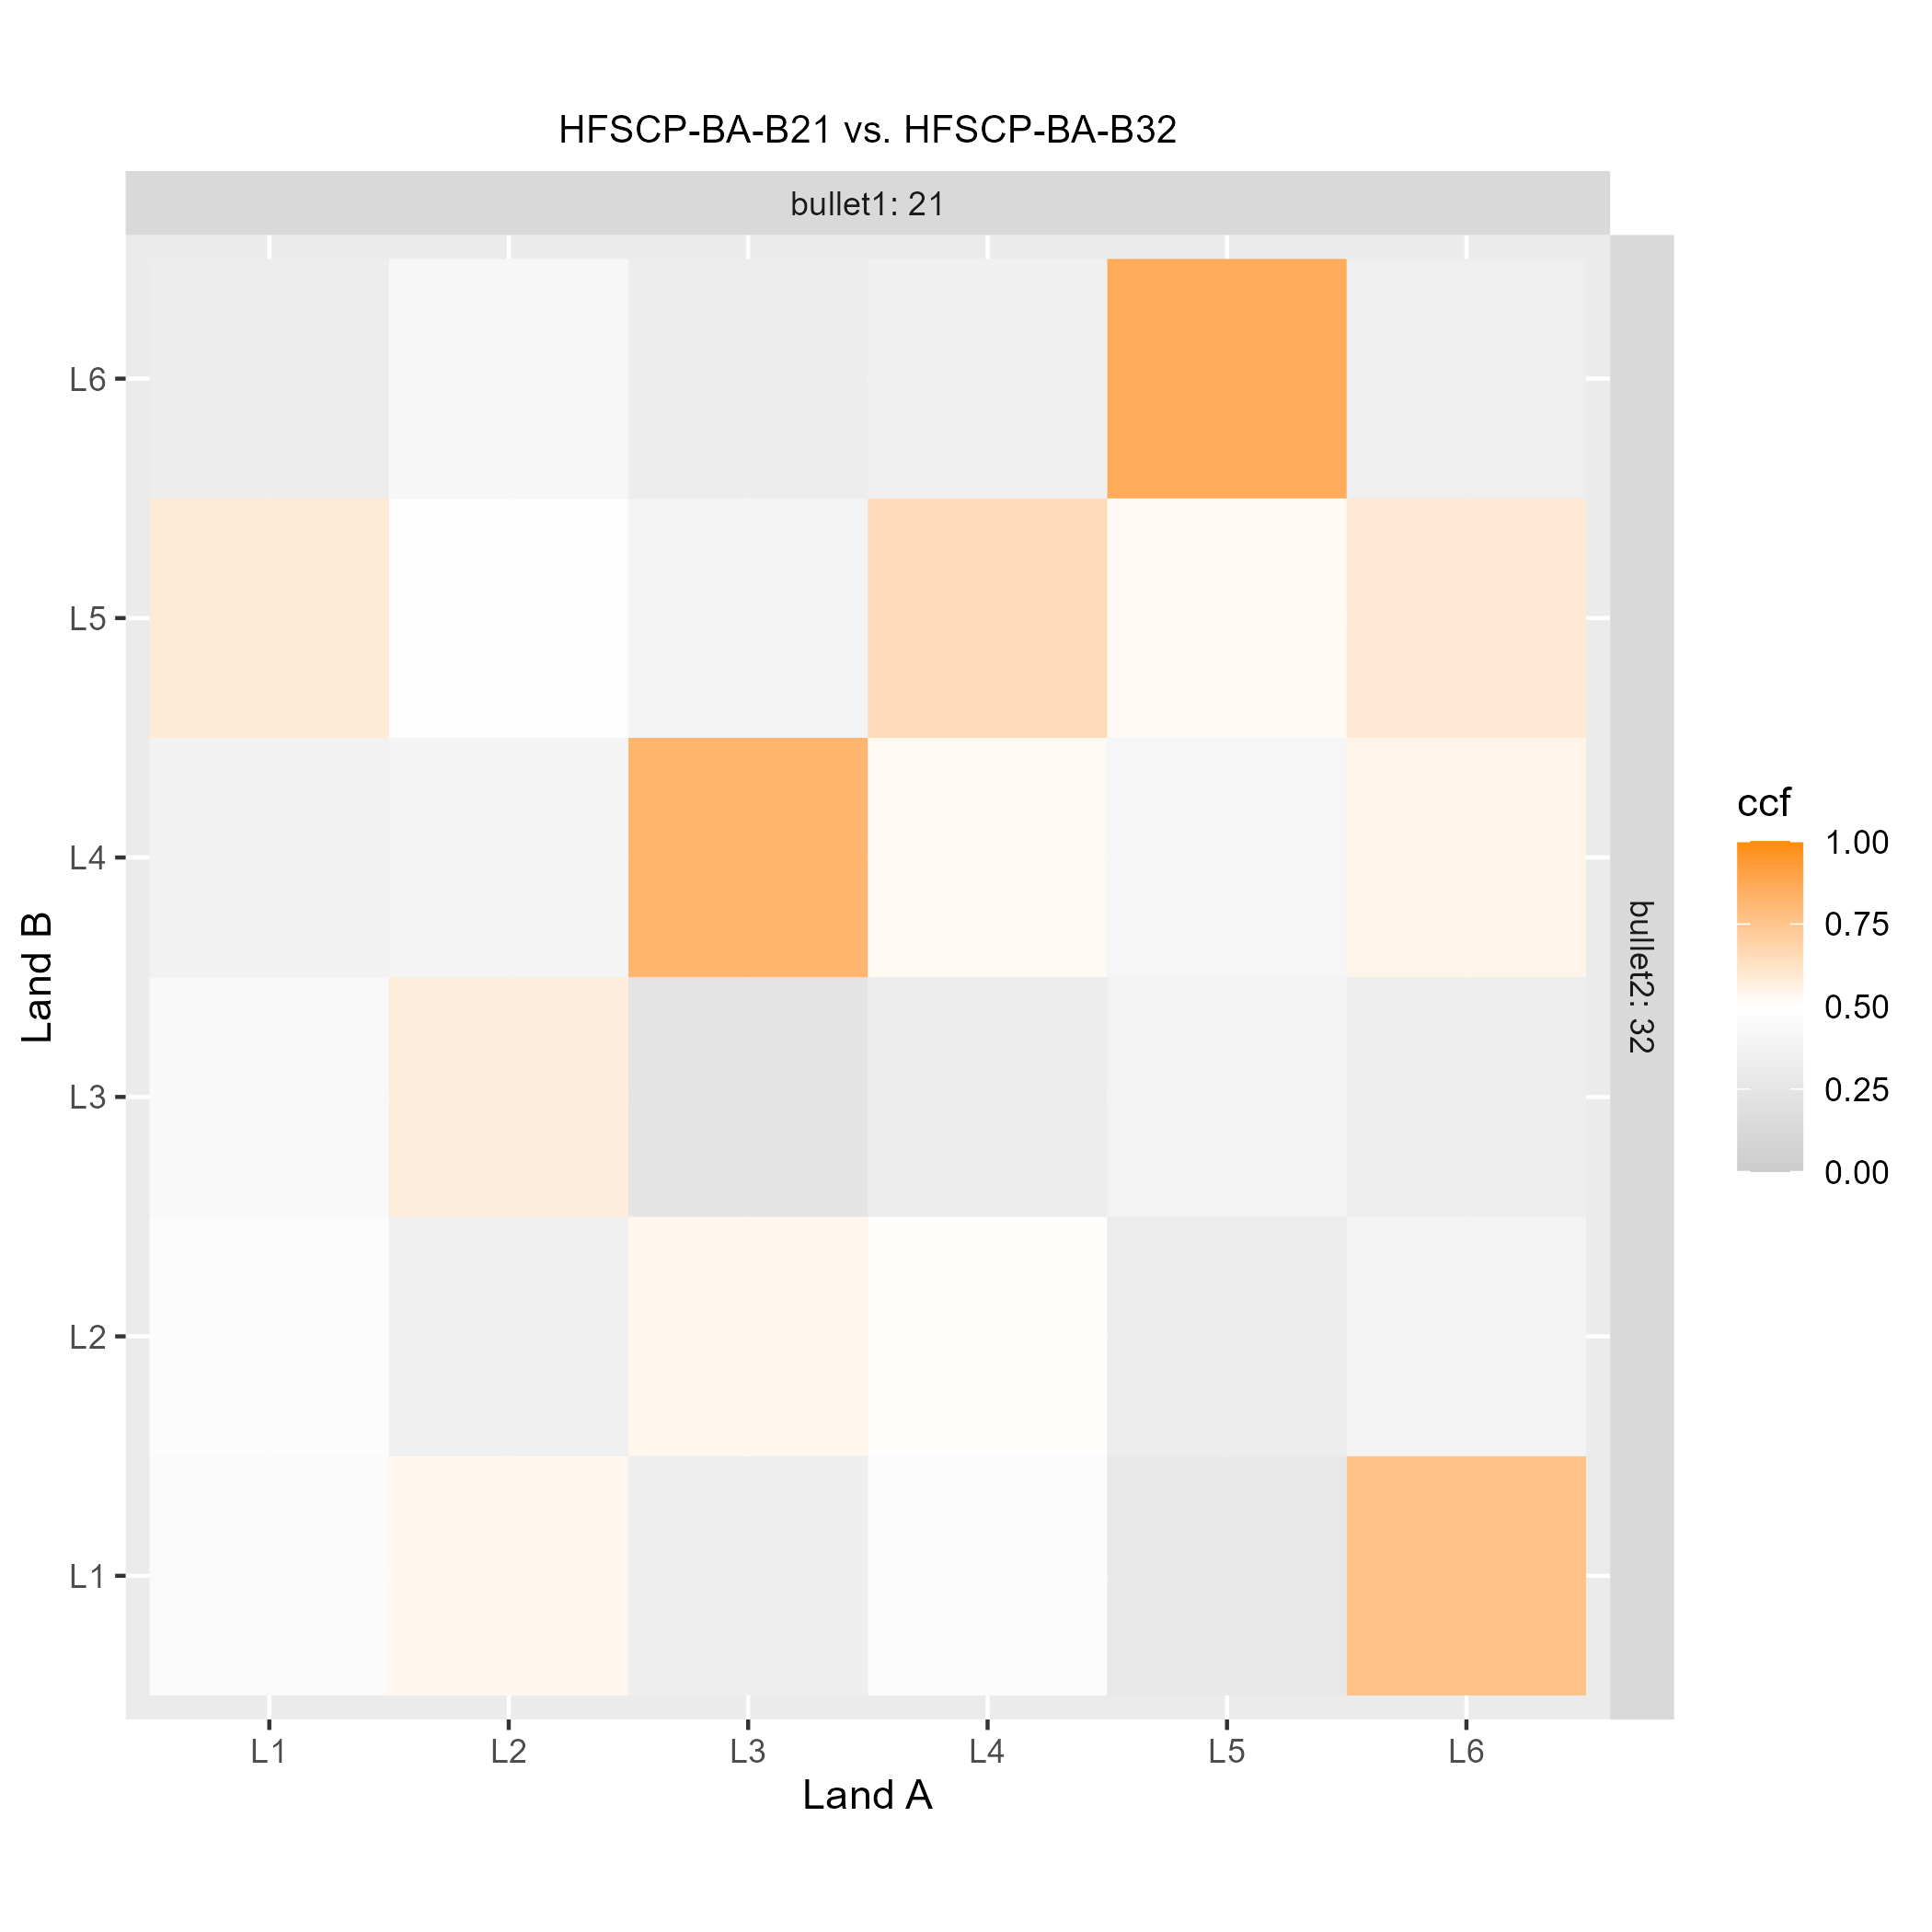 HFSCP-BA-B21 vs. HFSCP-BA-B32
bullet1: 21
L6
L5
L4
L3
L2
L1
Land B
bullet2: 32
L1 L2 L3 L4 L5 L6
Land A
ccf
1.00
0.75
0.50
0.25
0.00